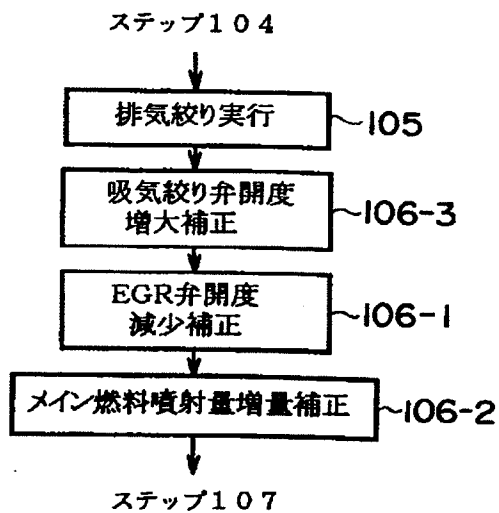 ステップ104
排気絞り実行
105
吸気絞り弁開度
増大補正
106-3
EGR弁開度
減少補正
106-1
メイン燃料噴射量増量補正
106-2
ステップ107